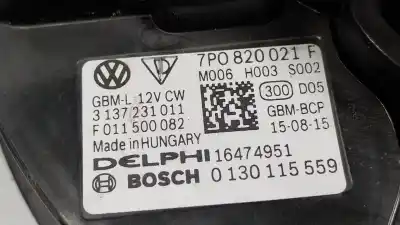 7P0 820 021 F
M006 H003 S002
GBM-L 12V CW
3 137 231 011
300 D05
F 011 500 082
GBM-BCP
Made in HUNGARY
15-08-15
DELPHI 16474951
BOSCH 0 130 115 559